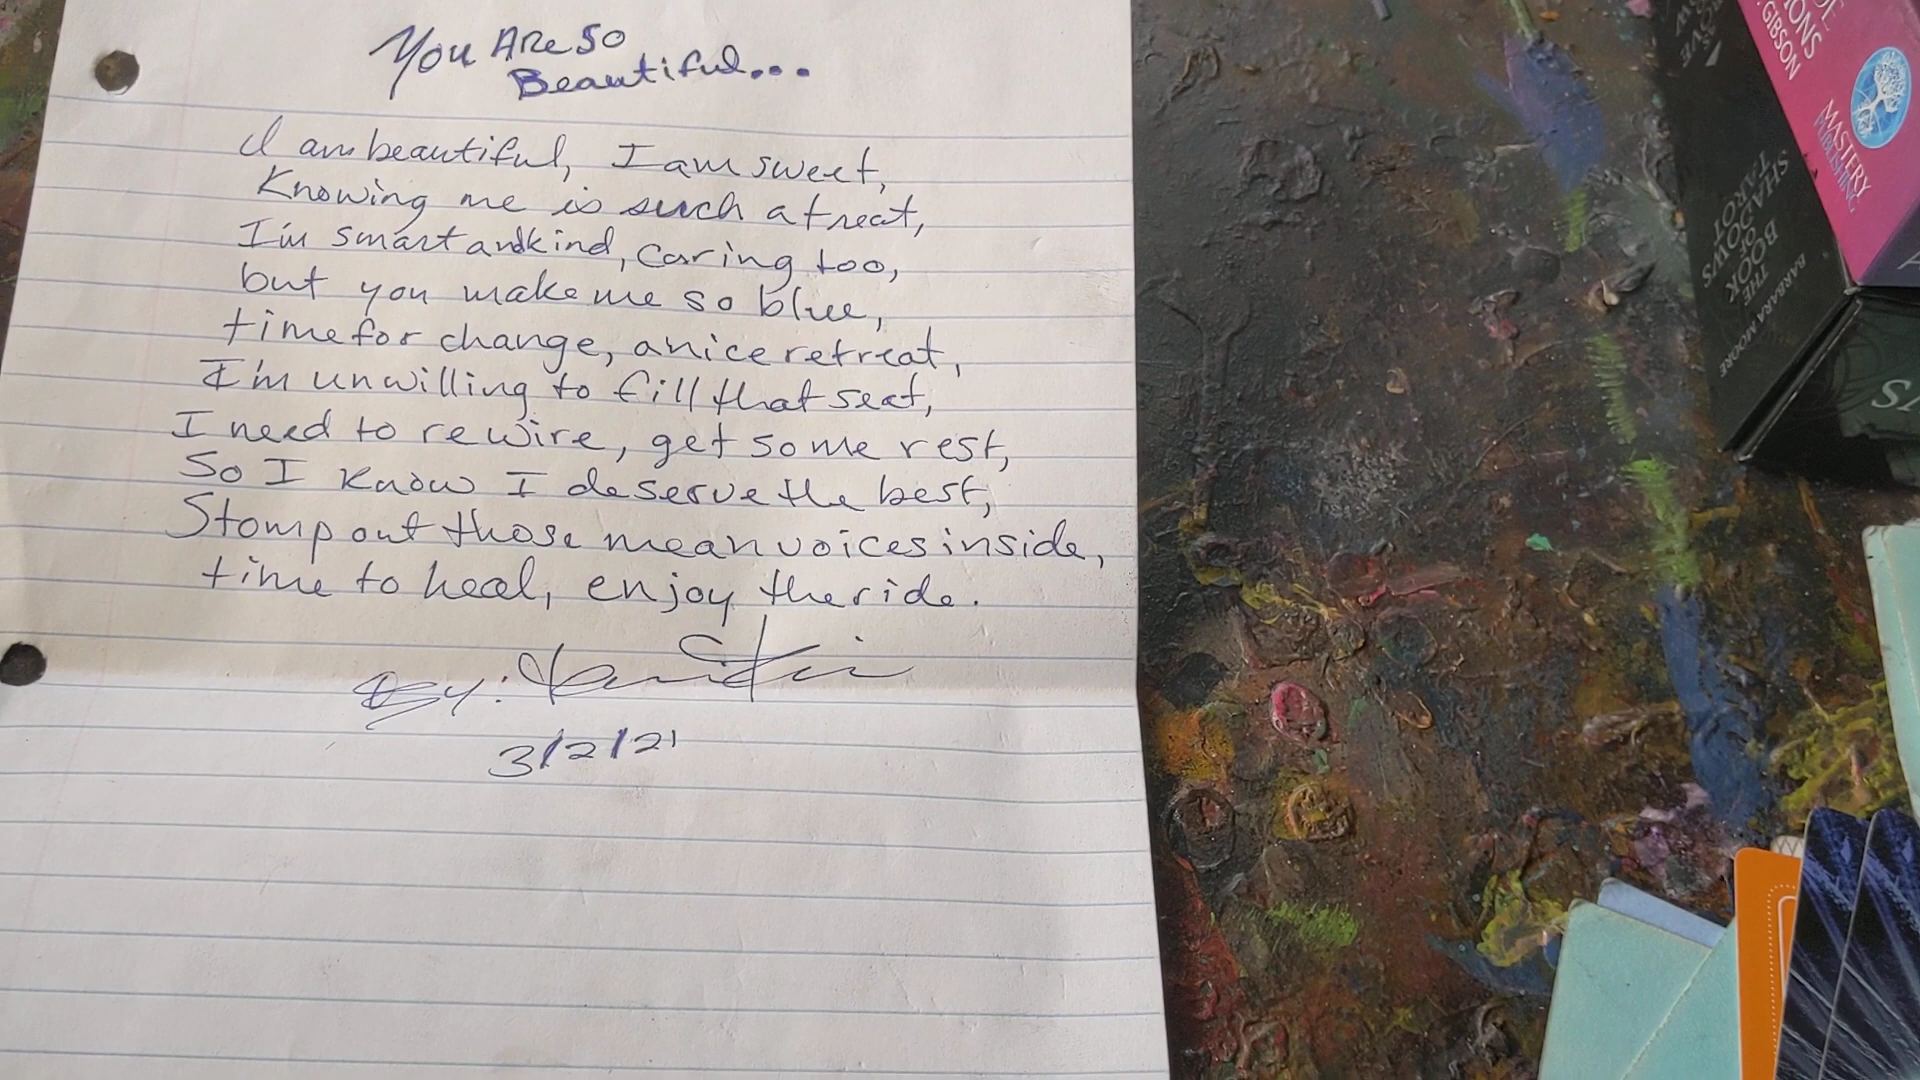 You Are So
Beautiful...
I am beautiful, I am sweet,
Knowing me is such a treat,
I'm smart and kind, caring too,
but you make me so blue,
time for change, a nice retreat,
I'm unwilling to fill that seat,
I need to rewire, get some rest,
So I know I deserve the best,
Stomp out those mean voices inside,
time to heal, enjoy the ride.
By:
3/2/21
GIBSON
MASTERY
PUBLISHING
BARBARA MOORE
THE
BOOK
OF
SHADOWS
TAROT
AS
ABOVE